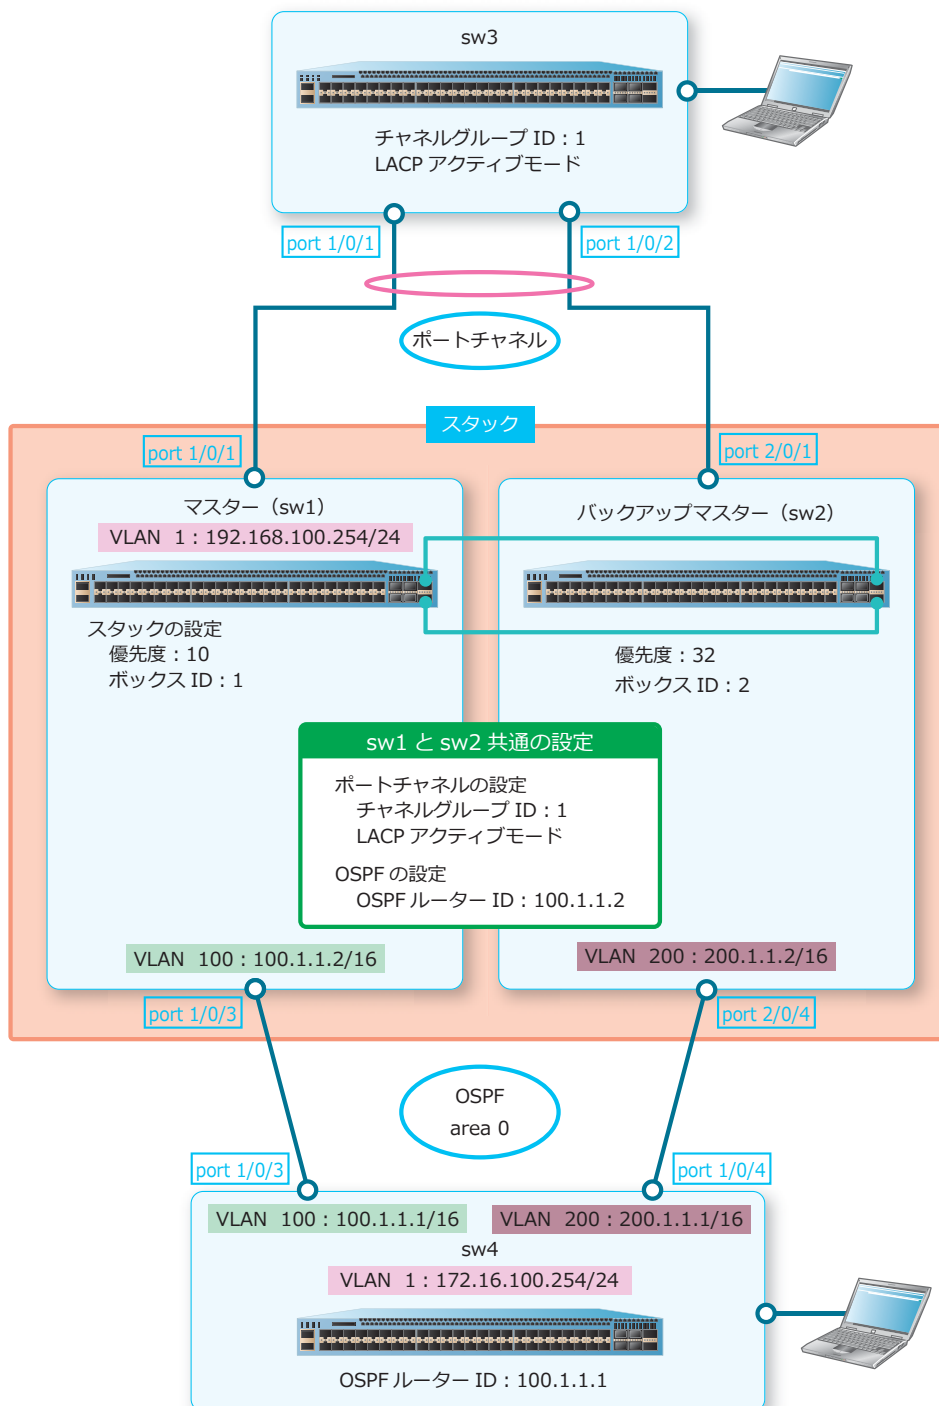 sw3
チャネルグループ ID：1
LACP アクティブモード
port 1/0/1
port 1/0/2
ポートチャネル
スタック
port 1/0/1
port 2/0/1
マスター（sw1）
VLAN 1：192.168.100.254/24
バックアップマスター（sw2）
スタックの設定
優先度：10
ボックス ID：1
優先度：32
ボックス ID：2
sw1 と sw2 共通の設定
ポートチャネルの設定
チャネルグループ ID：1
LACP アクティブモード
OSPF の設定
OSPF ルーター ID：100.1.1.2
VLAN 100：100.1.1.2/16
VLAN 200：200.1.1.2/16
port 1/0/3
port 2/0/4
OSPF
area 0
port 1/0/3
port 1/0/4
VLAN 100：100.1.1.1/16
VLAN 200：200.1.1.1/16
sw4
VLAN 1：172.16.100.254/24
OSPF ルーター ID：100.1.1.1